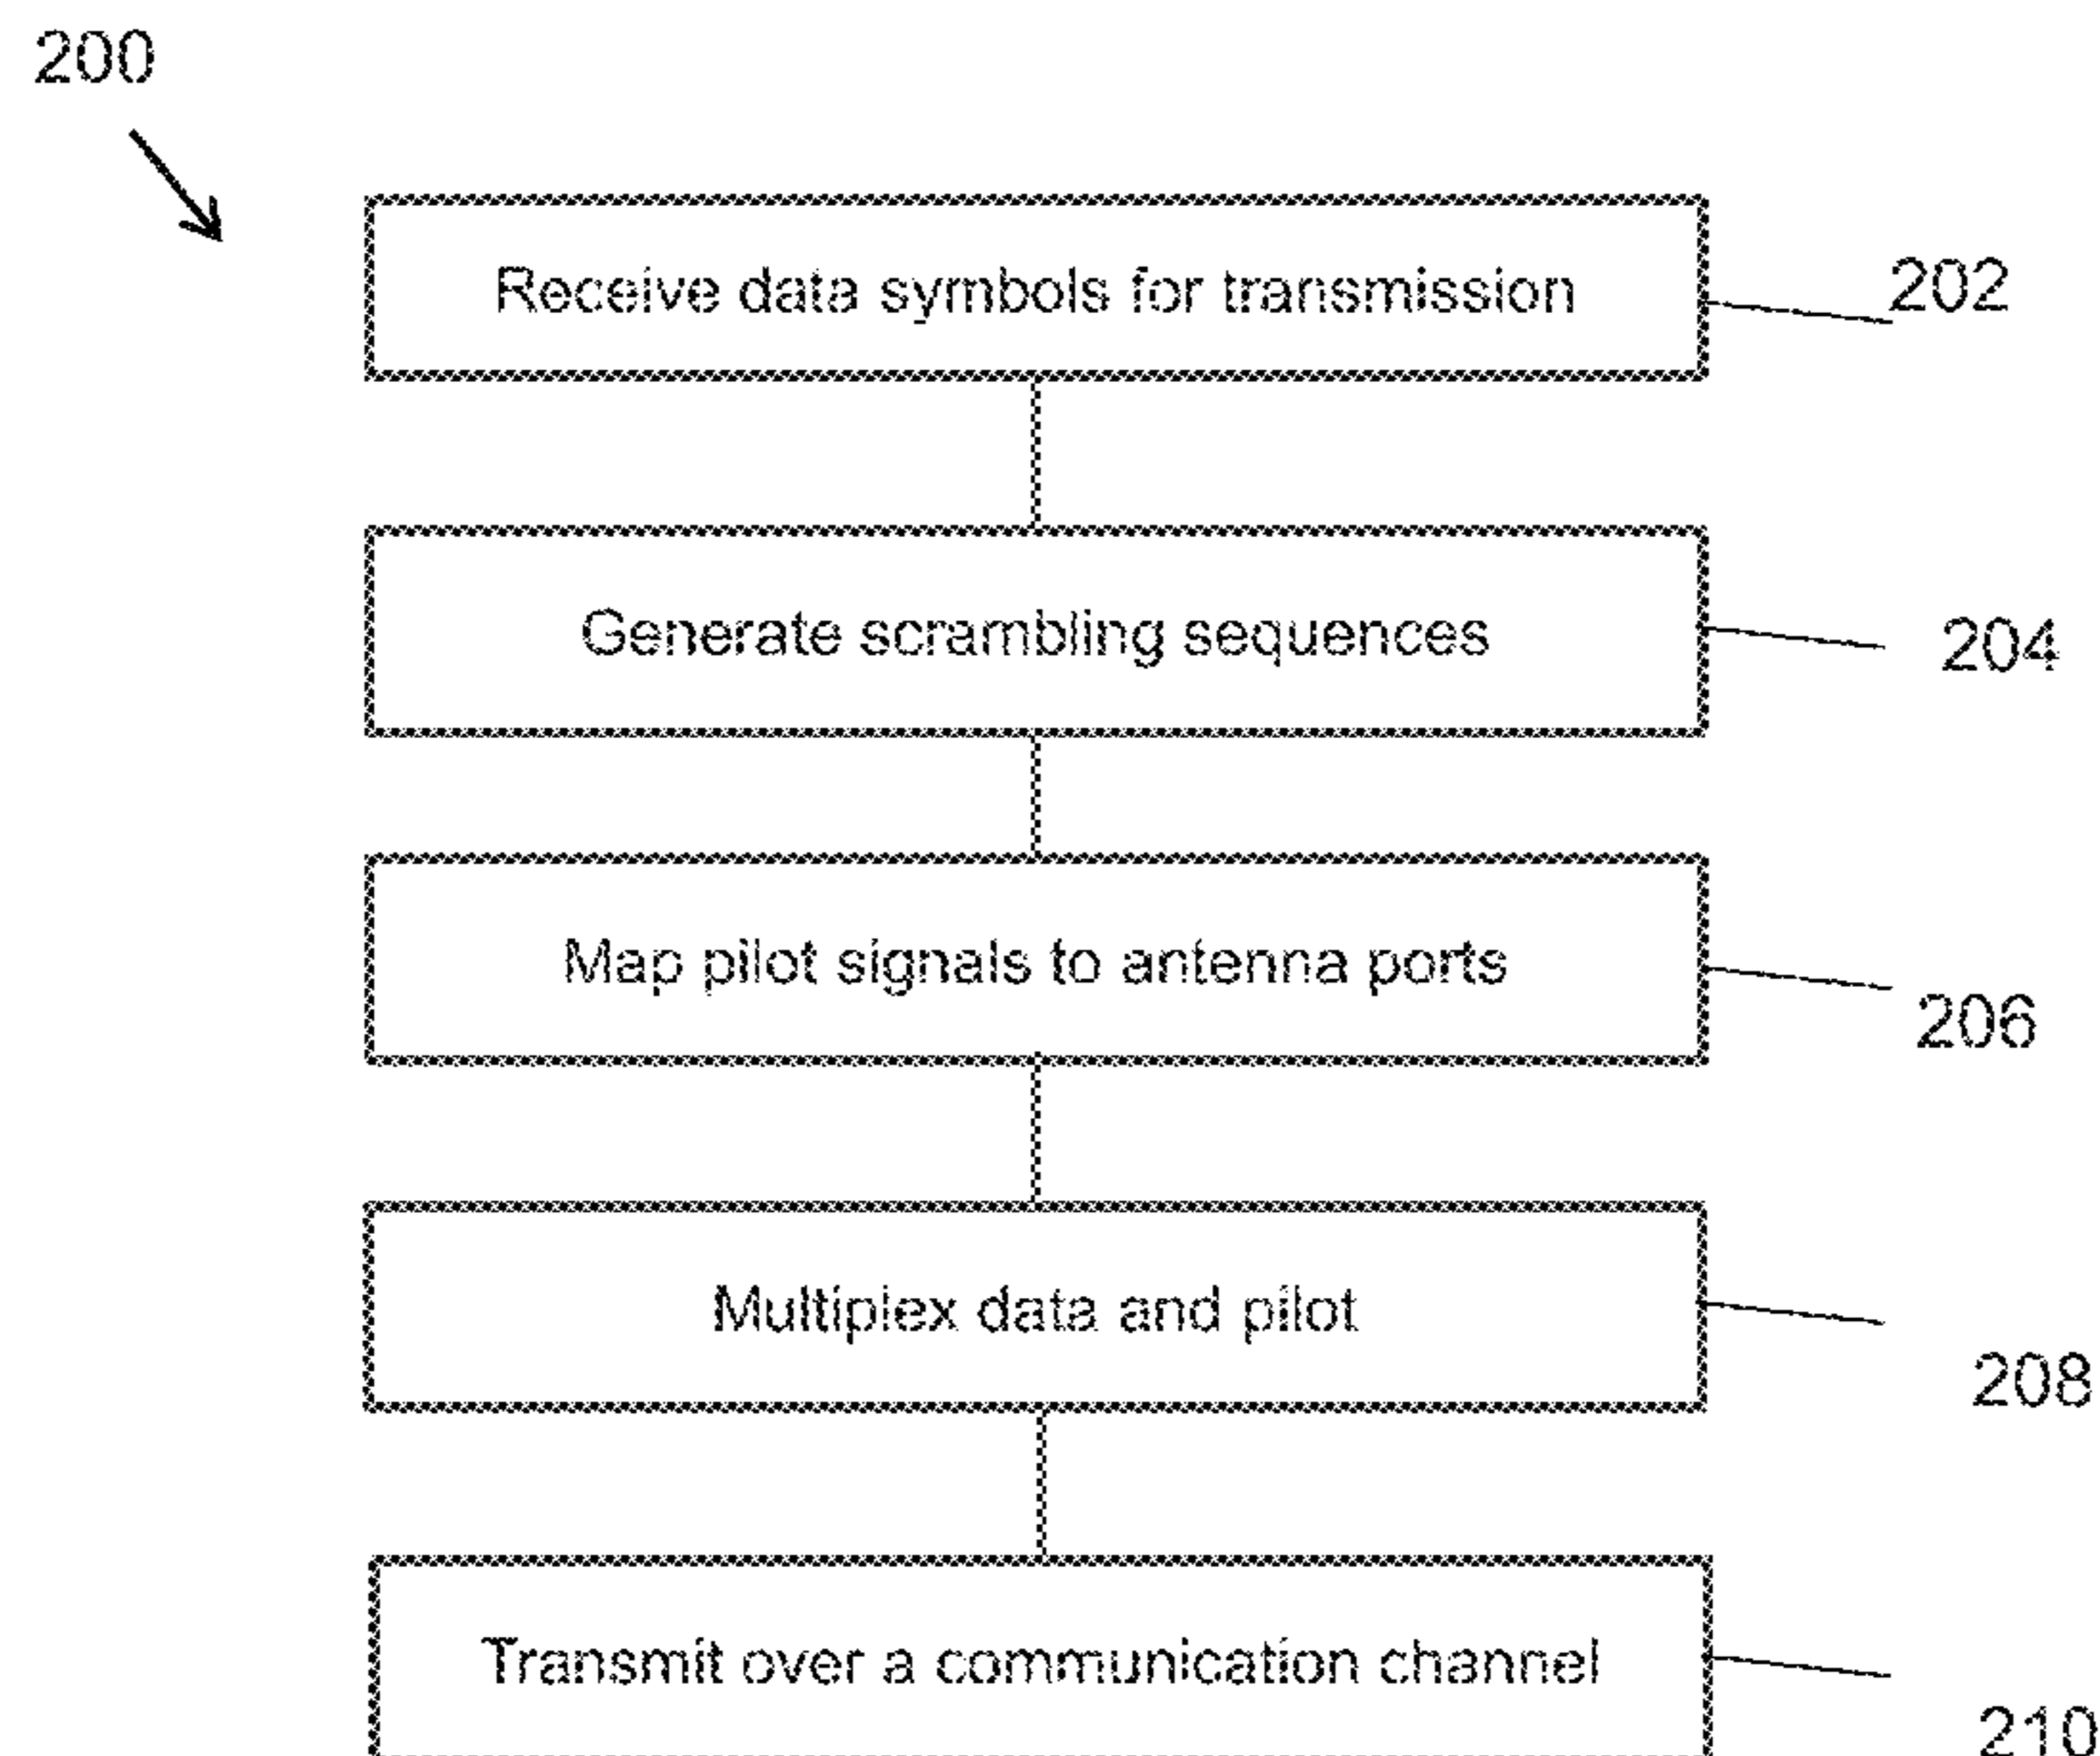 200
Receive data symbols for transmission
202
Generate scrambling sequences
204
Map pilot signals to antenna ports
206
Multiplex data and pilot
208
Transmit over a communication channel
210